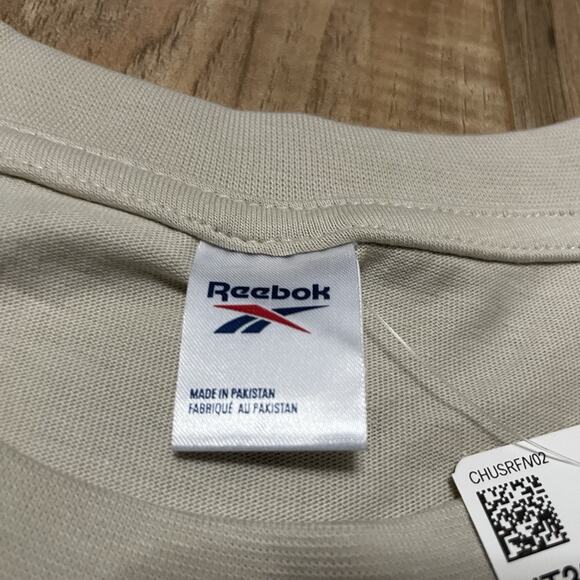 Reebok
MADE IN PAKISTAN
FABRIQUÉ AU PAKISTAN
CHUSRFN02